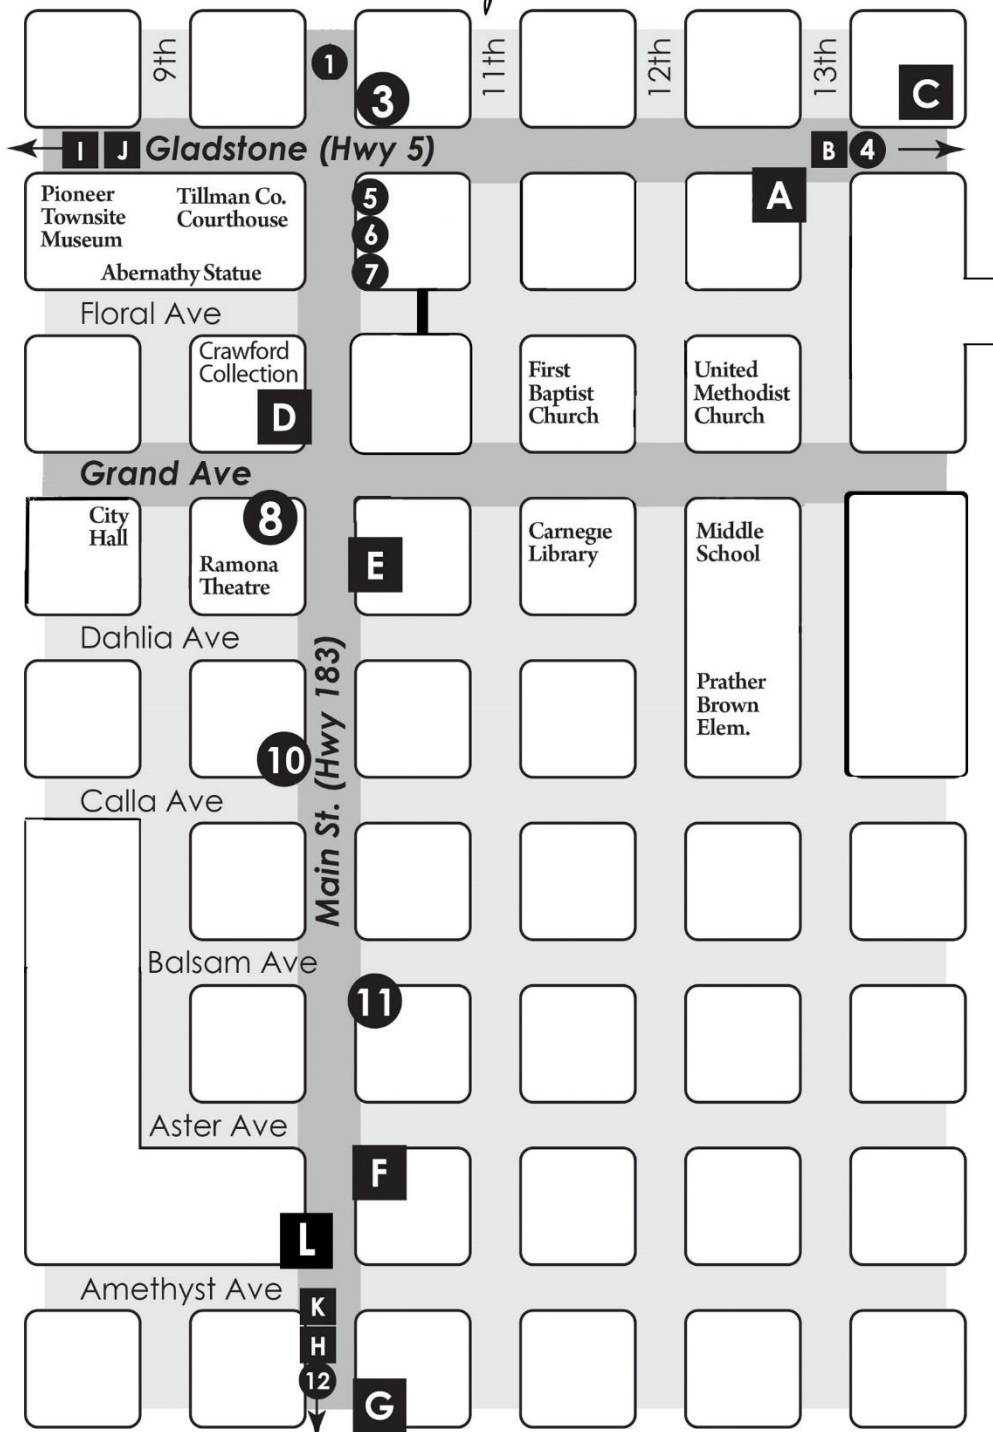 9th
1
3
11th
12th
13th
C
I J Gladstone (Hwy 5)
B 4
Pioneer
Townsite
Museum
Tillman Co.
Courthouse
Abernathy Statue
5
6
7
A
Floral Ave
Crawford
Collection
D
First
Baptist
Church
United
Methodist
Church
Grand Ave
City
Hall
8
Ramona
Theatre
E
Carnegie
Library
Middle
School
Dahlia Ave
Prather
Brown
Elem.
Main St. (Hwy 183)
10
Calla Ave
Balsam Ave
11
Aster Ave
F
L
Amethyst Ave
K
H
12
G